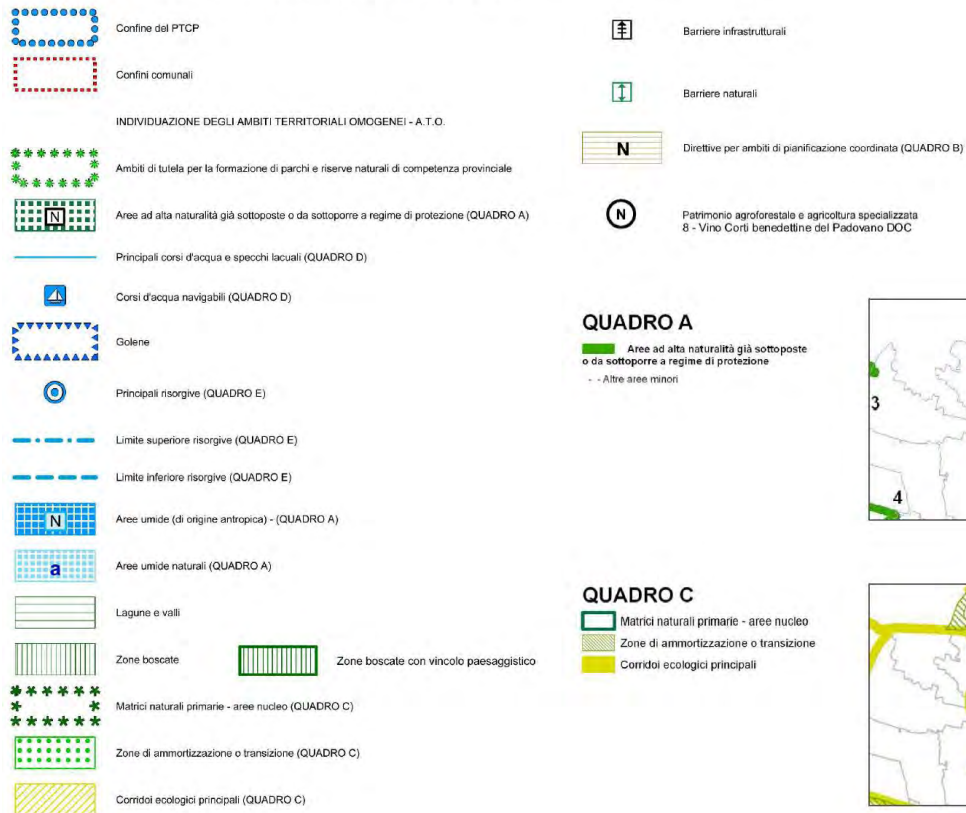 Confine del PTCP
Confini comunali
INDIVIDUAZIONE DEGLI AMBITI TERRITORIALI OMOGENEI - A.T.O.
Ambiti di tutela per la formazione di parchi e riserve naturali di competenza provinciale
N
Aree ad alta naturalità già sottoposte o da sottoporre a regime di protezione (QUADRO A)
Principali corsi d'acqua e specchi lacuali (QUADRO D)
Corsi d'acqua navigabili (QUADRO D)
Golene
Principali risorgive (QUADRO E)
Limite superiore risorgive (QUADRO E)
Limite inferiore risorgive (QUADRO E)
N
Aree umide (di origine antropica) - (QUADRO A)
a
Aree umide naturali (QUADRO A)
Lagune e valli
Zone boscate
Zone boscate con vincolo paesaggistico
Matrici naturali primarie - aree nucleo (QUADRO C)
Zone di ammortizzazione o transizione (QUADRO C)
Corridoi ecologici principali (QUADRO C)
Barriere infrastrutturali
Barriere naturali
N
Direttive per ambiti di pianificazione coordinata (QUADRO B)
N
Patrimonio agroforestale e agricoltura specializzata
8 - Vino Corti benedettine del Padovano DOC
QUADRO A
Aree ad alta naturalità già sottoposte
o da sottoporre a regime di protezione
- - Altre aree minori
3
4
QUADRO C
Matrici naturali primarie - aree nucleo
Zone di ammortizzazione o transizione
Corridoi ecologici principali